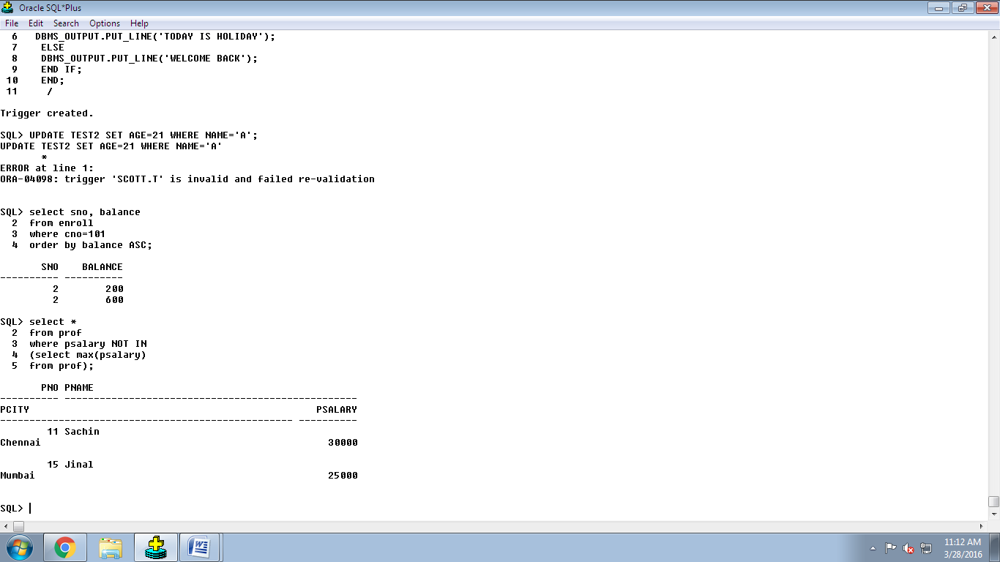 Oracle SQL*Plus
File Edit Search Options Help
6 DBMS_OUTPUT.PUT_LINE('TODAY IS HOLIDAY');
7 ELSE
8 DBMS_OUTPUT.PUT_LINE('WELCOME BACK');
9 END IF;
10 END;
11 /
Trigger created.
SQL> UPDATE TEST2 SET AGE=21 WHERE NAME='A';
UPDATE TEST2 SET AGE=21 WHERE NAME='A'
*
ERROR at line 1:
ORA-04098: trigger 'SCOTT.T' is invalid and failed re-validation
SQL> select sno, balance
2 from enroll
3 where cno=101
4 order by balance ASC;
SNO BALANCE
---------- ----------
2 200
2 600
SQL> select *
2 from prof
3 where psalary NOT IN
4 (select max(psalary)
5 from prof);
PNO PNAME
---------- --------------------------------------------------
PCITY PSALARY
-------------------------------------------------- ----------
11 Sachin
Chennai 30000
15 Jinal
Mumbai 25000
SQL>
11:12 AM
3/28/2016